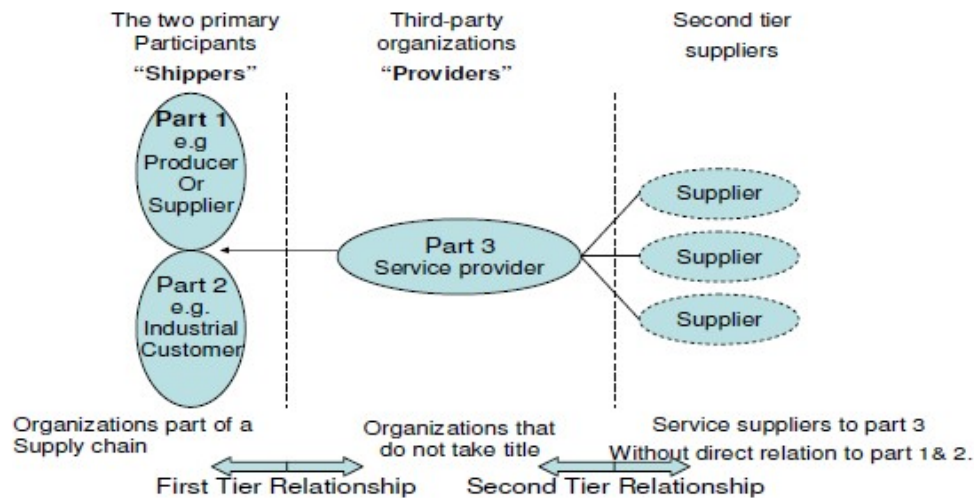 The two primary
Participants
“Shippers”
Third-party
organizations
“Providers”
Second tier
suppliers
Part 1
e.g
Producer
Or
Supplier
Part 2
e.g.
Industrial
Customer
Part 3
Service provider
Supplier
Supplier
Supplier
Organizations part of a
Supply chain
Organizations that
do not take title
Service suppliers to part 3
Without direct relation to part 1& 2.
First Tier Relationship
Second Tier Relationship